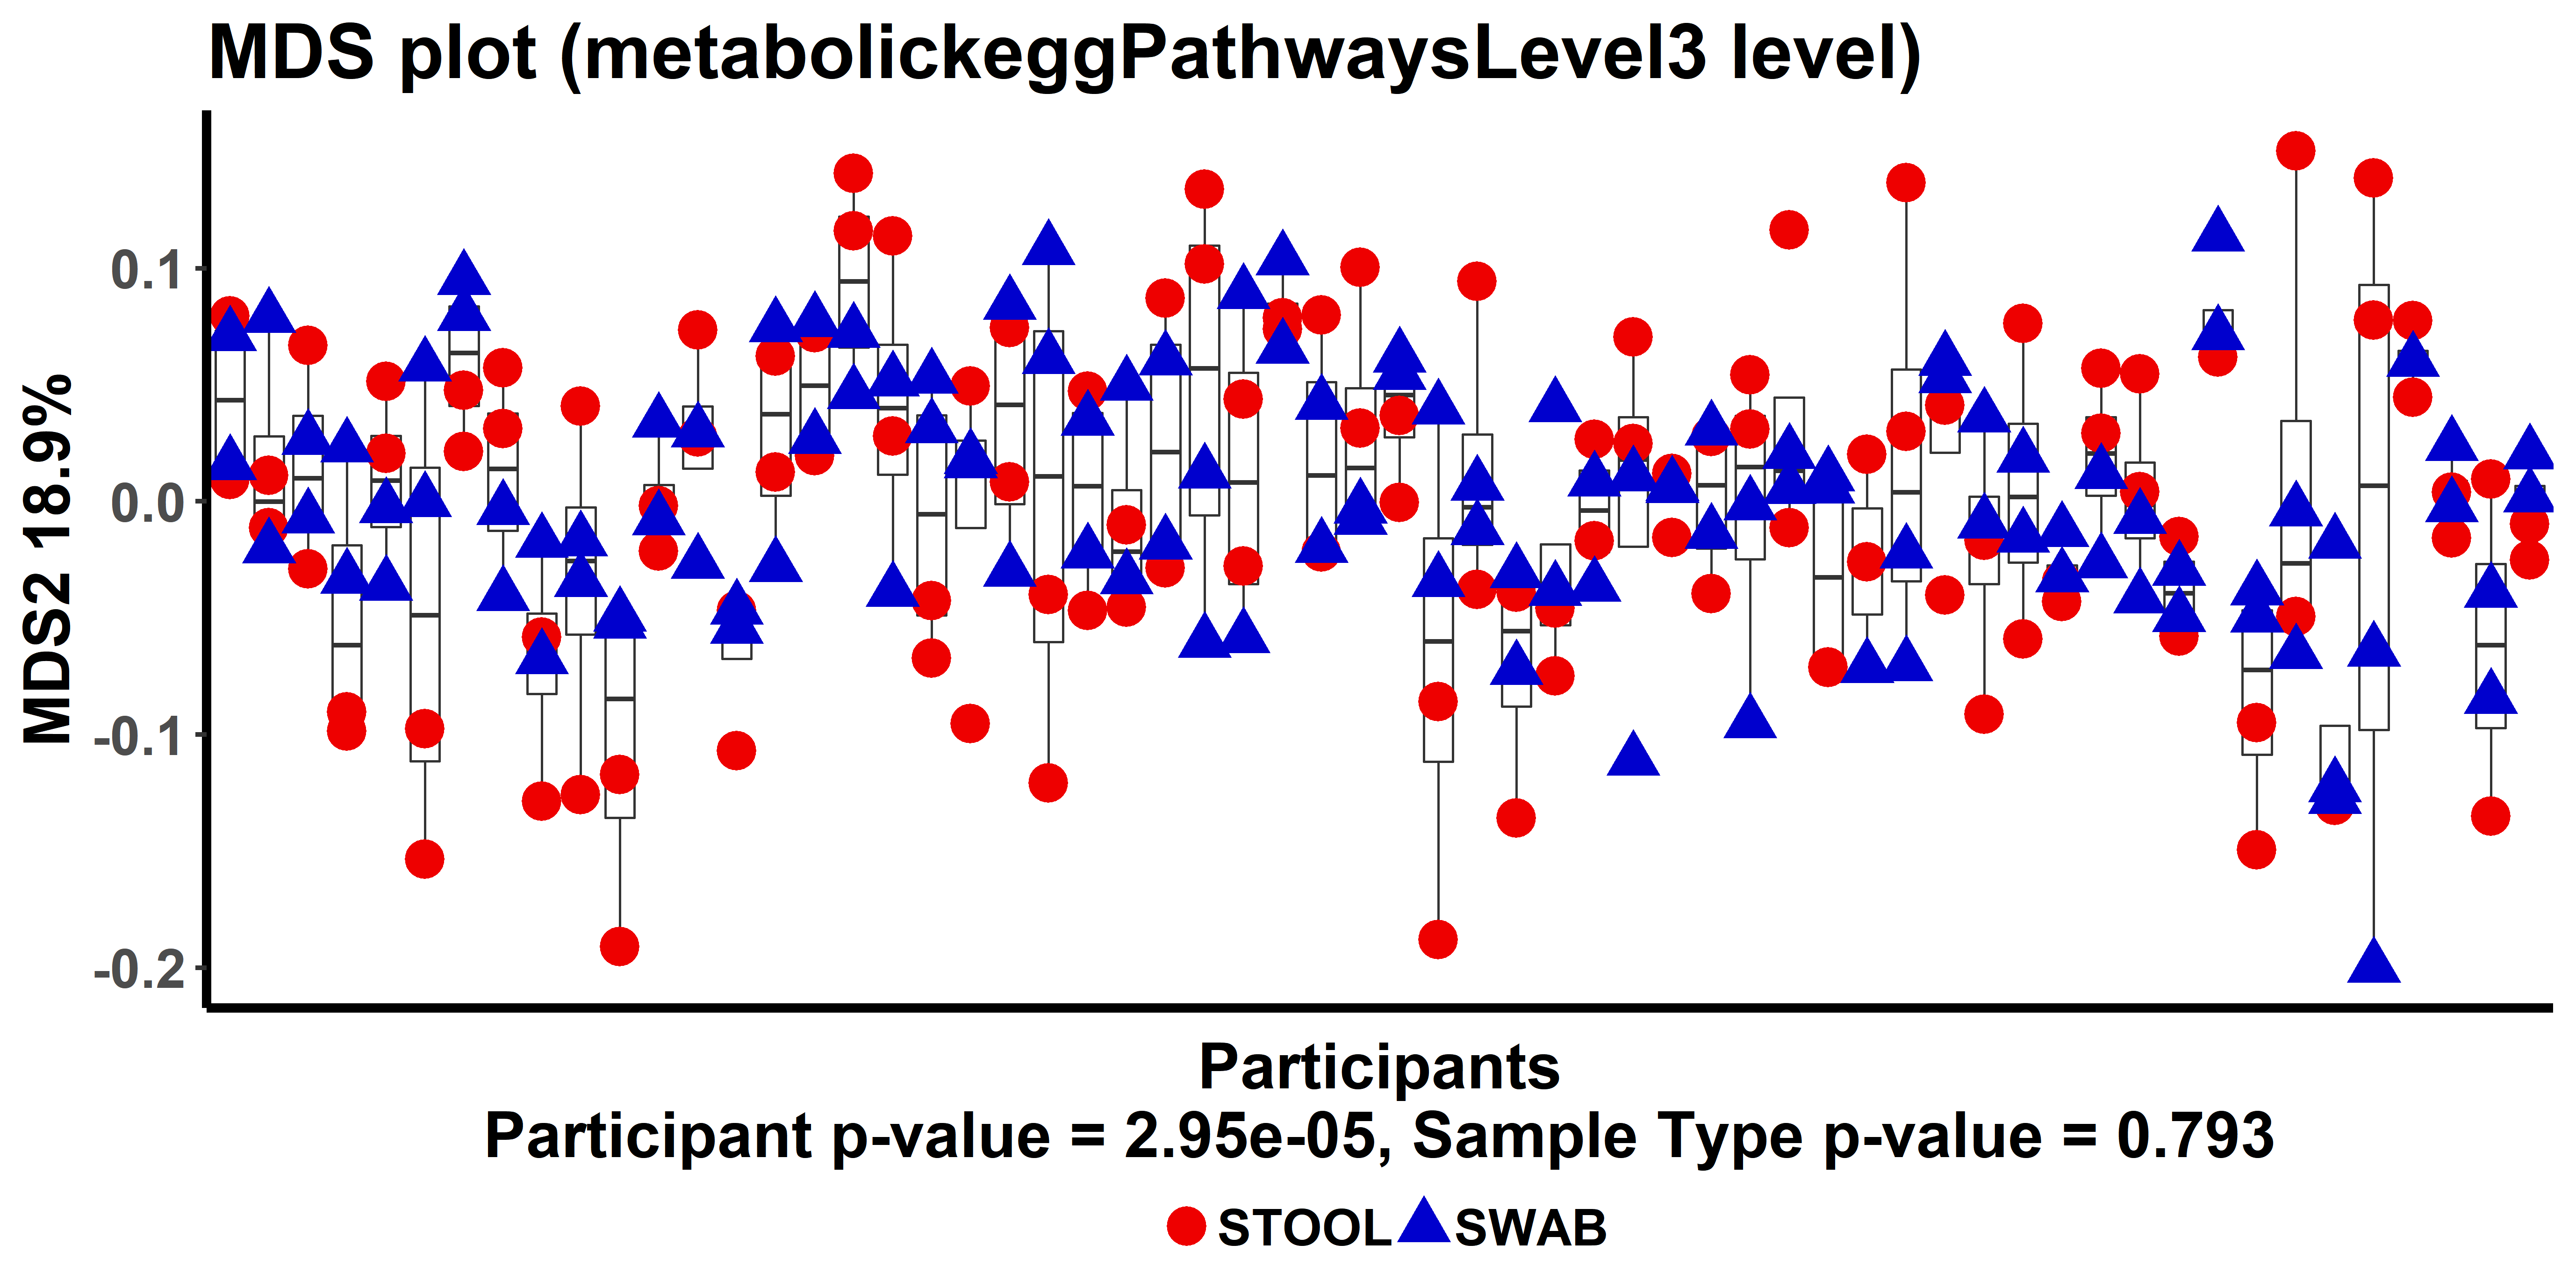 MDS plot (metabolickeggPathwaysLevel3 level)
MDS2 18.9%
0.1
0.0
-0.1
-0.2
Participants
Participant p-value = 2.95e-05, Sample Type p-value = 0.793
STOOL SWAB